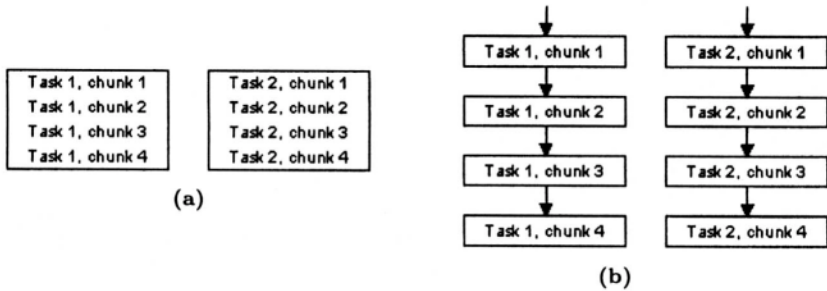 Task 1, chunk 1
Task 1, chunk 2
Task 1, chunk 3
Task 1, chunk 4
Task 2, chunk 1
Task 2, chunk 2
Task 2, chunk 3
Task 2, chunk 4
(a)
Task 1, chunk 1
Task 1, chunk 2
Task 1, chunk 3
Task 1, chunk 4
Task 2, chunk 1
Task 2, chunk 2
Task 2, chunk 3
Task 2, chunk 4
(b)